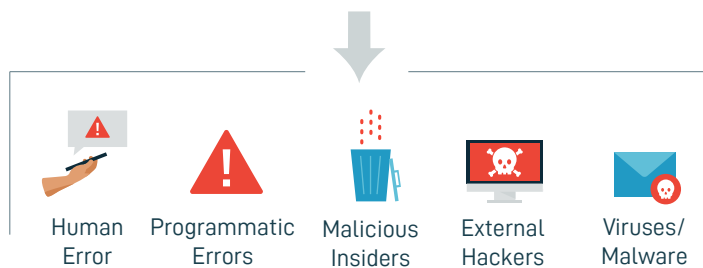 Human
Error
Programmatic
Errors
Malicious
Insiders
External
Hackers
Viruses/
Malware